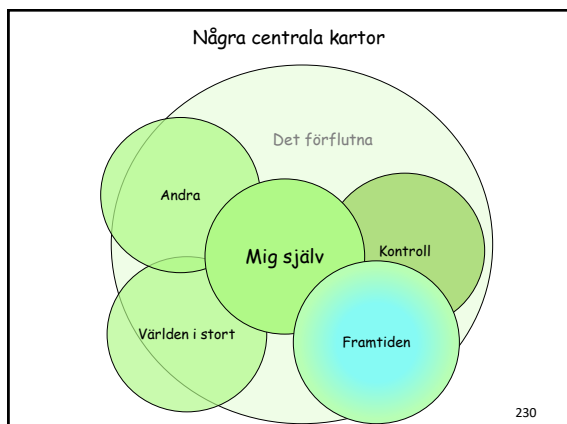 Några centrala kartor
Det förflutna
Andra
Mig själv
Kontroll
Världen i stort
Framtiden
230